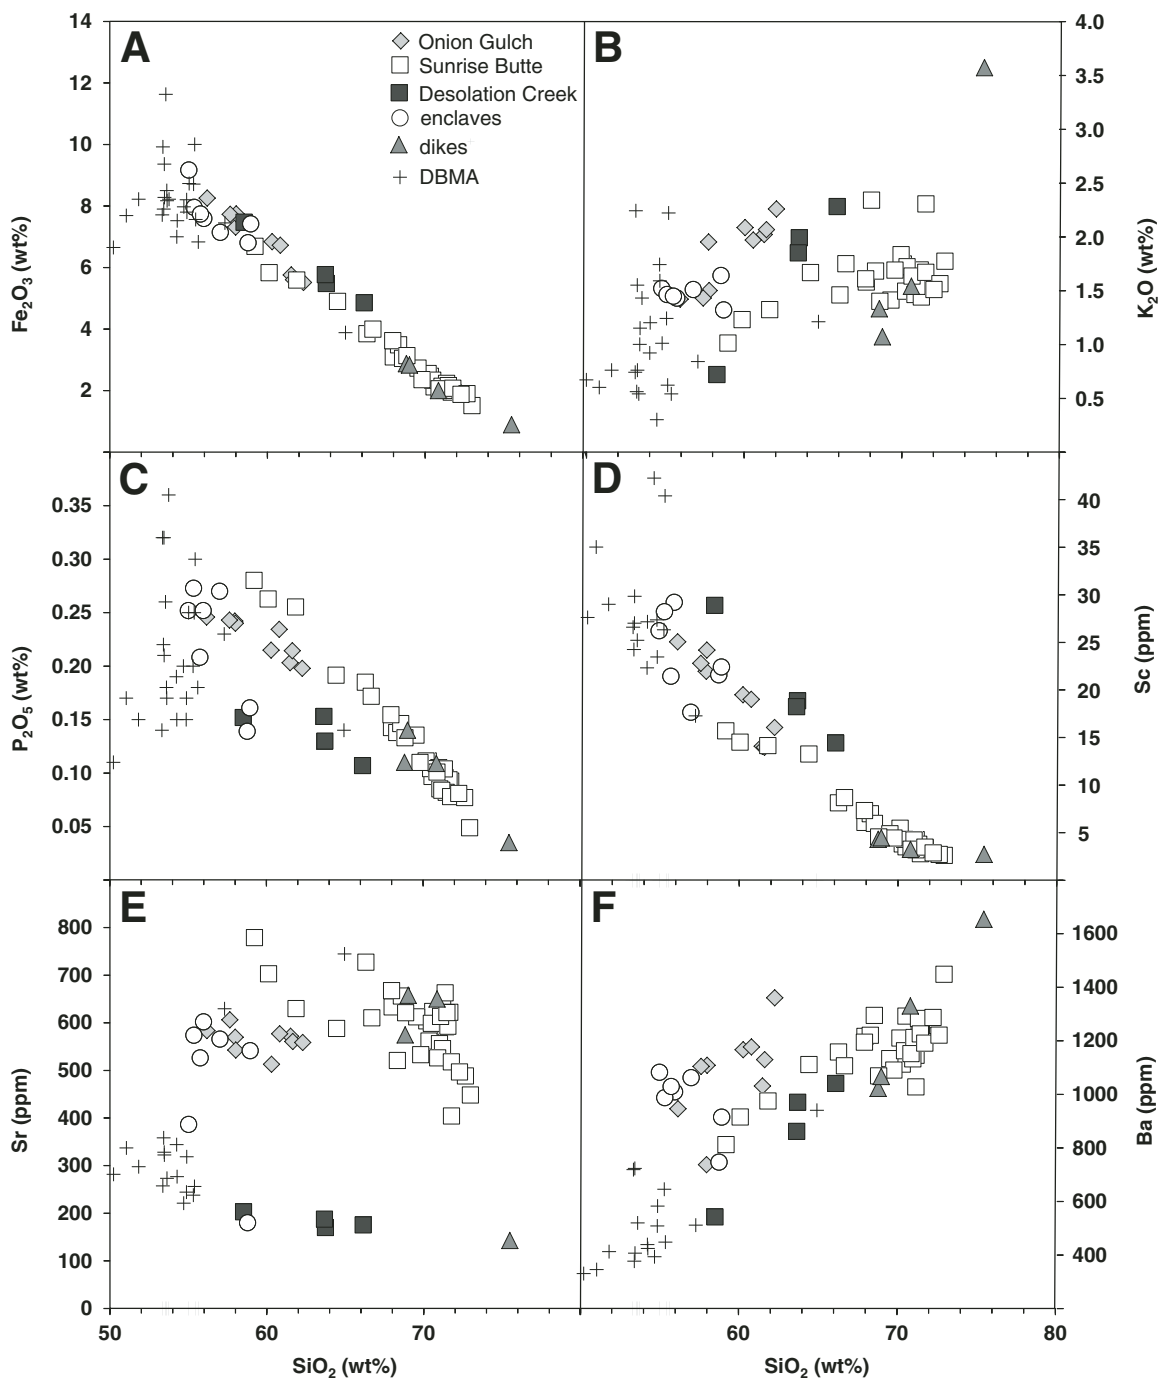 A
B
Onion Gulch
Sunrise Butte
Desolation Creek
enclaves
dikes
DBMA
14
12
10
8
6
4
2
Fe2O3 (wt%)
4.0
3.5
3.0
2.5
2.0
1.5
1.0
0.5
K2O (wt%)
C
D
0.35
0.30
0.25
0.20
0.15
0.10
0.05
P2O5 (wt%)
40
35
30
25
20
15
10
5
Sc (ppm)
E
F
800
700
600
500
400
300
200
100
0
Sr (ppm)
1600
1400
1200
1000
800
600
400
Ba (ppm)
50 60 70 60 70 80
SiO2 (wt%) SiO2 (wt%)